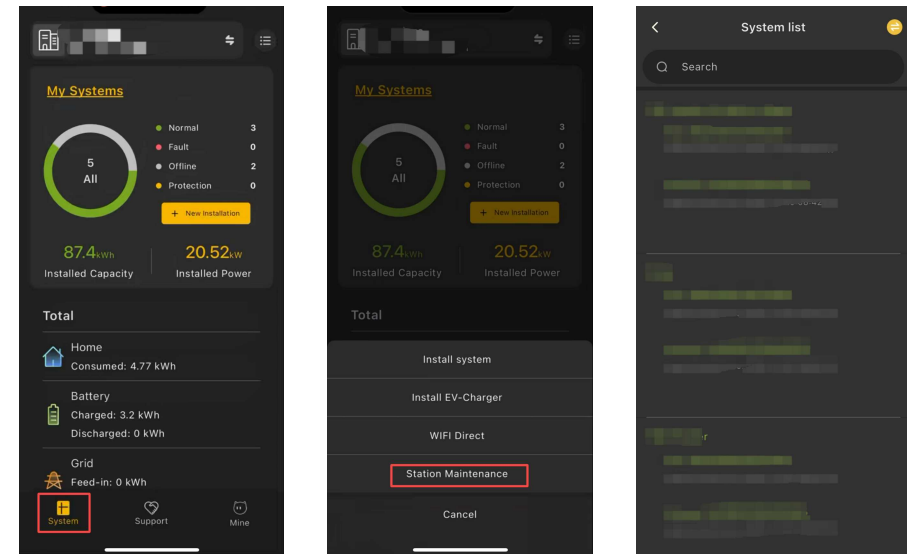 My Systems
5
All
Normal 3
Fault 0
Offline 2
Protection 0
+ New Installation
87.4kWh
Installed Capacity
20.52kW
Installed Power
Total
Home
Consumed: 4.77 kWh
Battery
Charged: 3.2 kWh
Discharged: 0 kWh
Grid
Feed-in: 0 kWh
System
Support
Mine
My Systems
5
All
Normal 3
Fault 0
Offline 2
Protection 0
+ New Installation
87.4kWh
Installed Capacity
20.52kW
Installed Power
Total
Install system
Install EV-Charger
WIFI Direct
Station Maintenance
Cancel
System list
Search